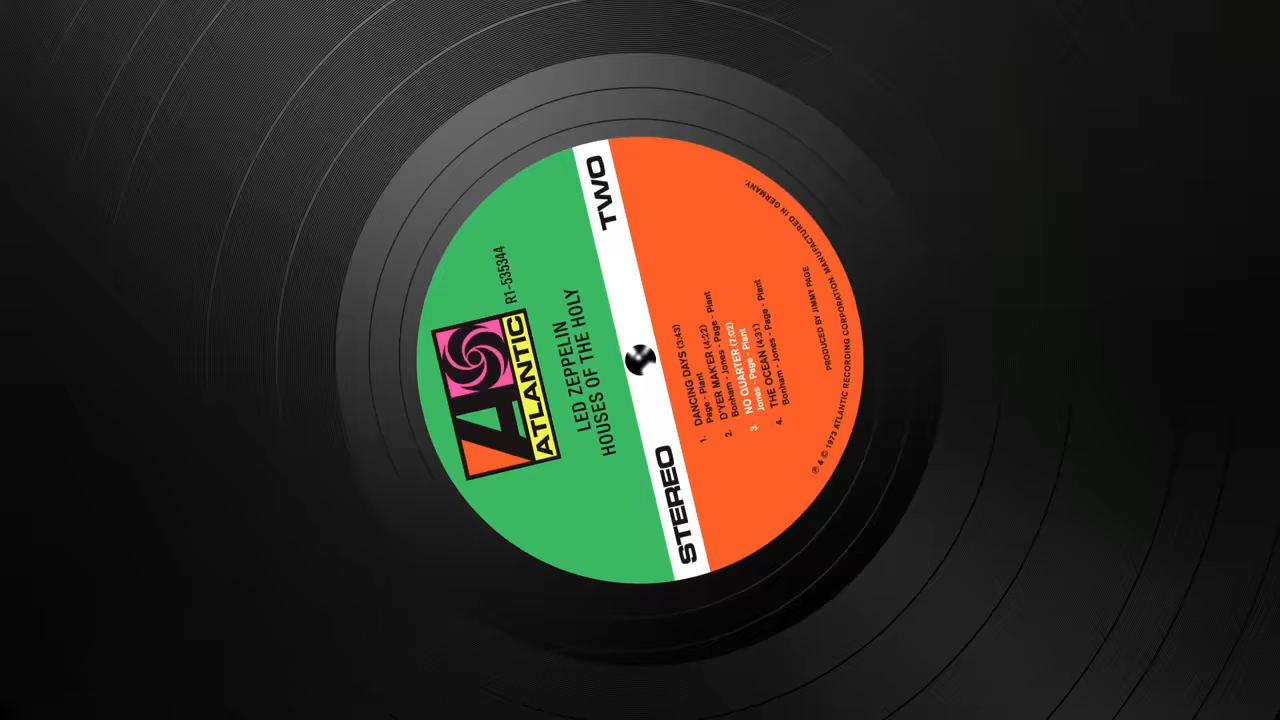 ATLANTIC
R1-535344
LED ZEPPELIN
HOUSES OF THE HOLY
STEREO
TWO
1. DANCING DAYS (3:43)
Page - Plant
2. D'YER MAK'ER (4:22)
Bonham - Jones - Page - Plant
3. NO QUARTER (7:02)
Jones - Page - Plant
4. THE OCEAN (4:31)
Bonham - Jones - Page - Plant
PRODUCED BY JIMMY PAGE
℗ & © 1973 ATLANTIC RECORDING CORPORATION. MANUFACTURED IN GERMANY.